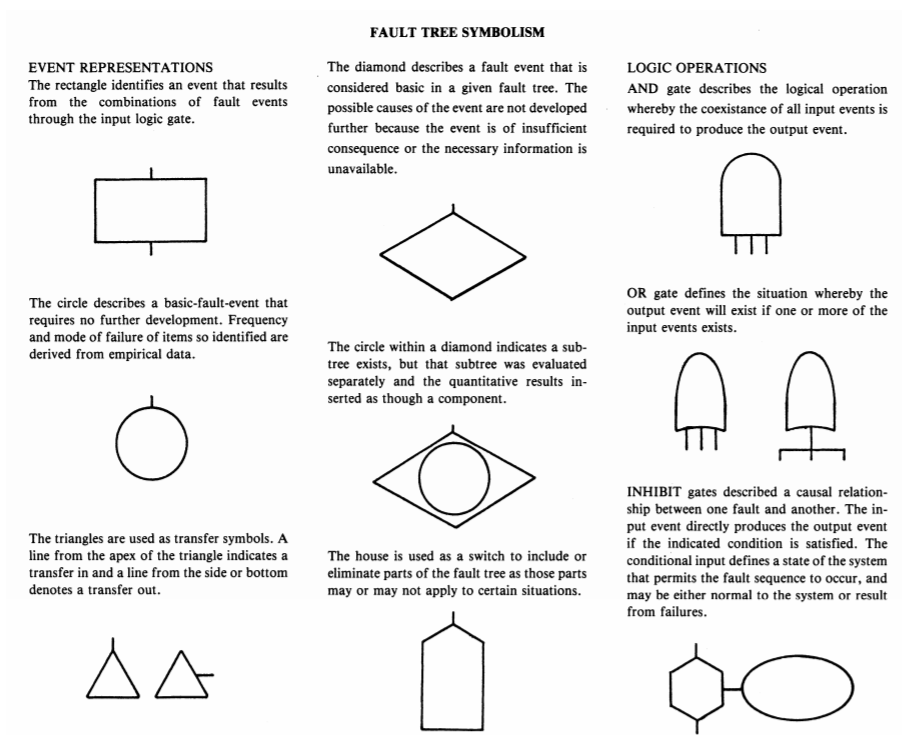 FAULT TREE SYMBOLISM
EVENT REPRESENTATIONS
The rectangle identifies an event that results
from the combinations of fault events
through the input logic gate.
The circle describes a basic-fault-event that
requires no further development. Frequency
and mode of failure of items so identified are
derived from empirical data.
The triangles are used as transfer symbols. A
line from the apex of the triangle indicates a
transfer in and a line from the side or bottom
denotes a transfer out.
The diamond describes a fault event that is
considered basic in a given fault tree. The
possible causes of the event are not developed
further because the event is of insufficient
consequence or the necessary information is
unavailable.
The circle within a diamond indicates a sub-
tree exists, but that subtree was evaluated
separately and the quantitative results in-
serted as though a component.
The house is used as a switch to include or
eliminate parts of the fault tree as those parts
may or may not apply to certain situations.
LOGIC OPERATIONS
AND gate describes the logical operation
whereby the coexistance of all input events is
required to produce the output event.
OR gate defines the situation whereby the
output event will exist if one or more of the
input events exists.
INHIBIT gates described a causal relation-
ship between one fault and another. The in-
put event directly produces the output event
if the indicated condition is satisfied. The
conditional input defines a state of the system
that permits the fault sequence to occur, and
may be either normal to the system or result
from failures.